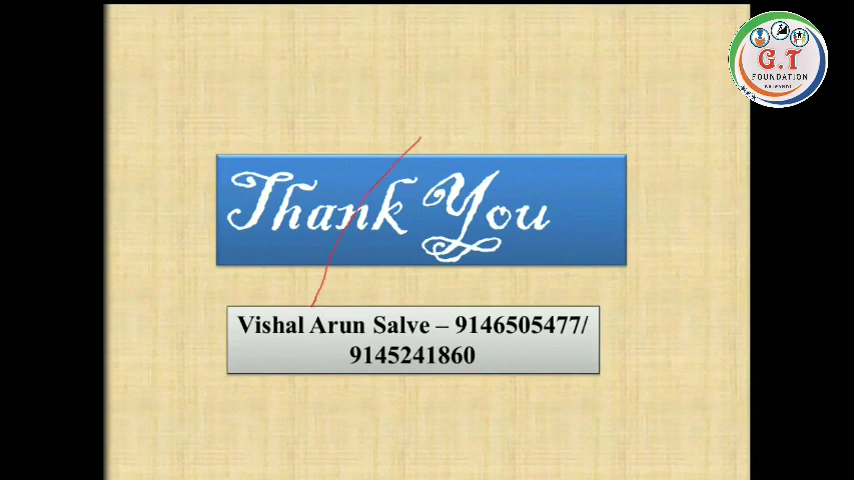 G.T
FOUNDATION
Thank You
Vishal Arun Salve – 9146505477/
9145241860